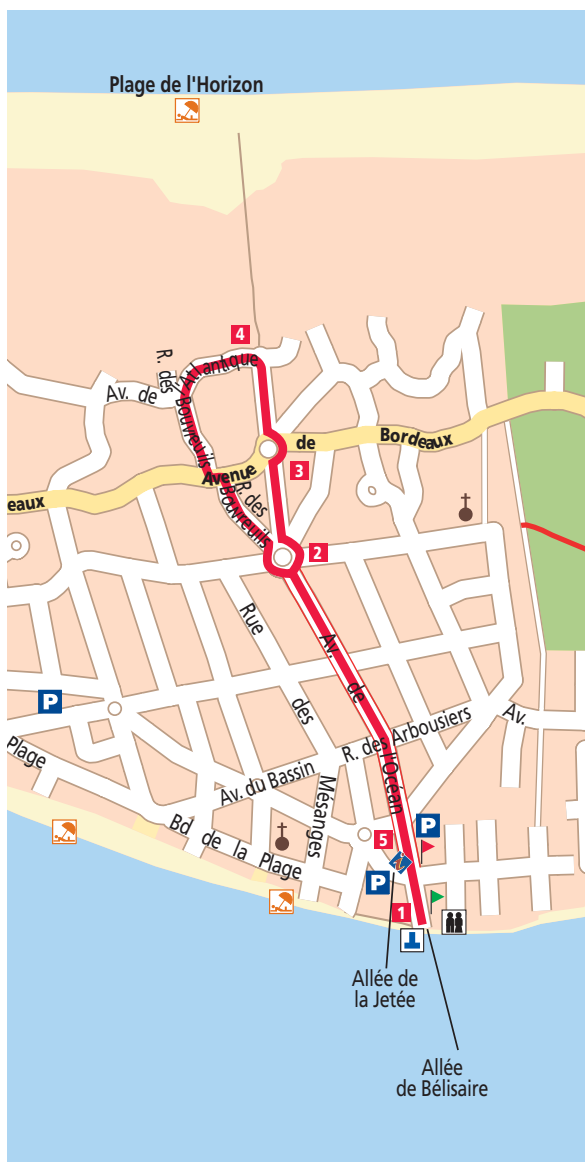 Plage de l'Horizon
4
R. des
Bouvreuils
Av. de
l'Atlantique
3
Avenue
de
Bordeaux
eaux
R. des
Bouvreuils
2
Rue
des
Mésanges
Av.
de
l'Océan
P
R. des Arbousiers
Av.
Plage
Av. du Bassin
Bd de la Plage
5
P
P
1
Allée de
la Jetée
Allée
de Bélisaire